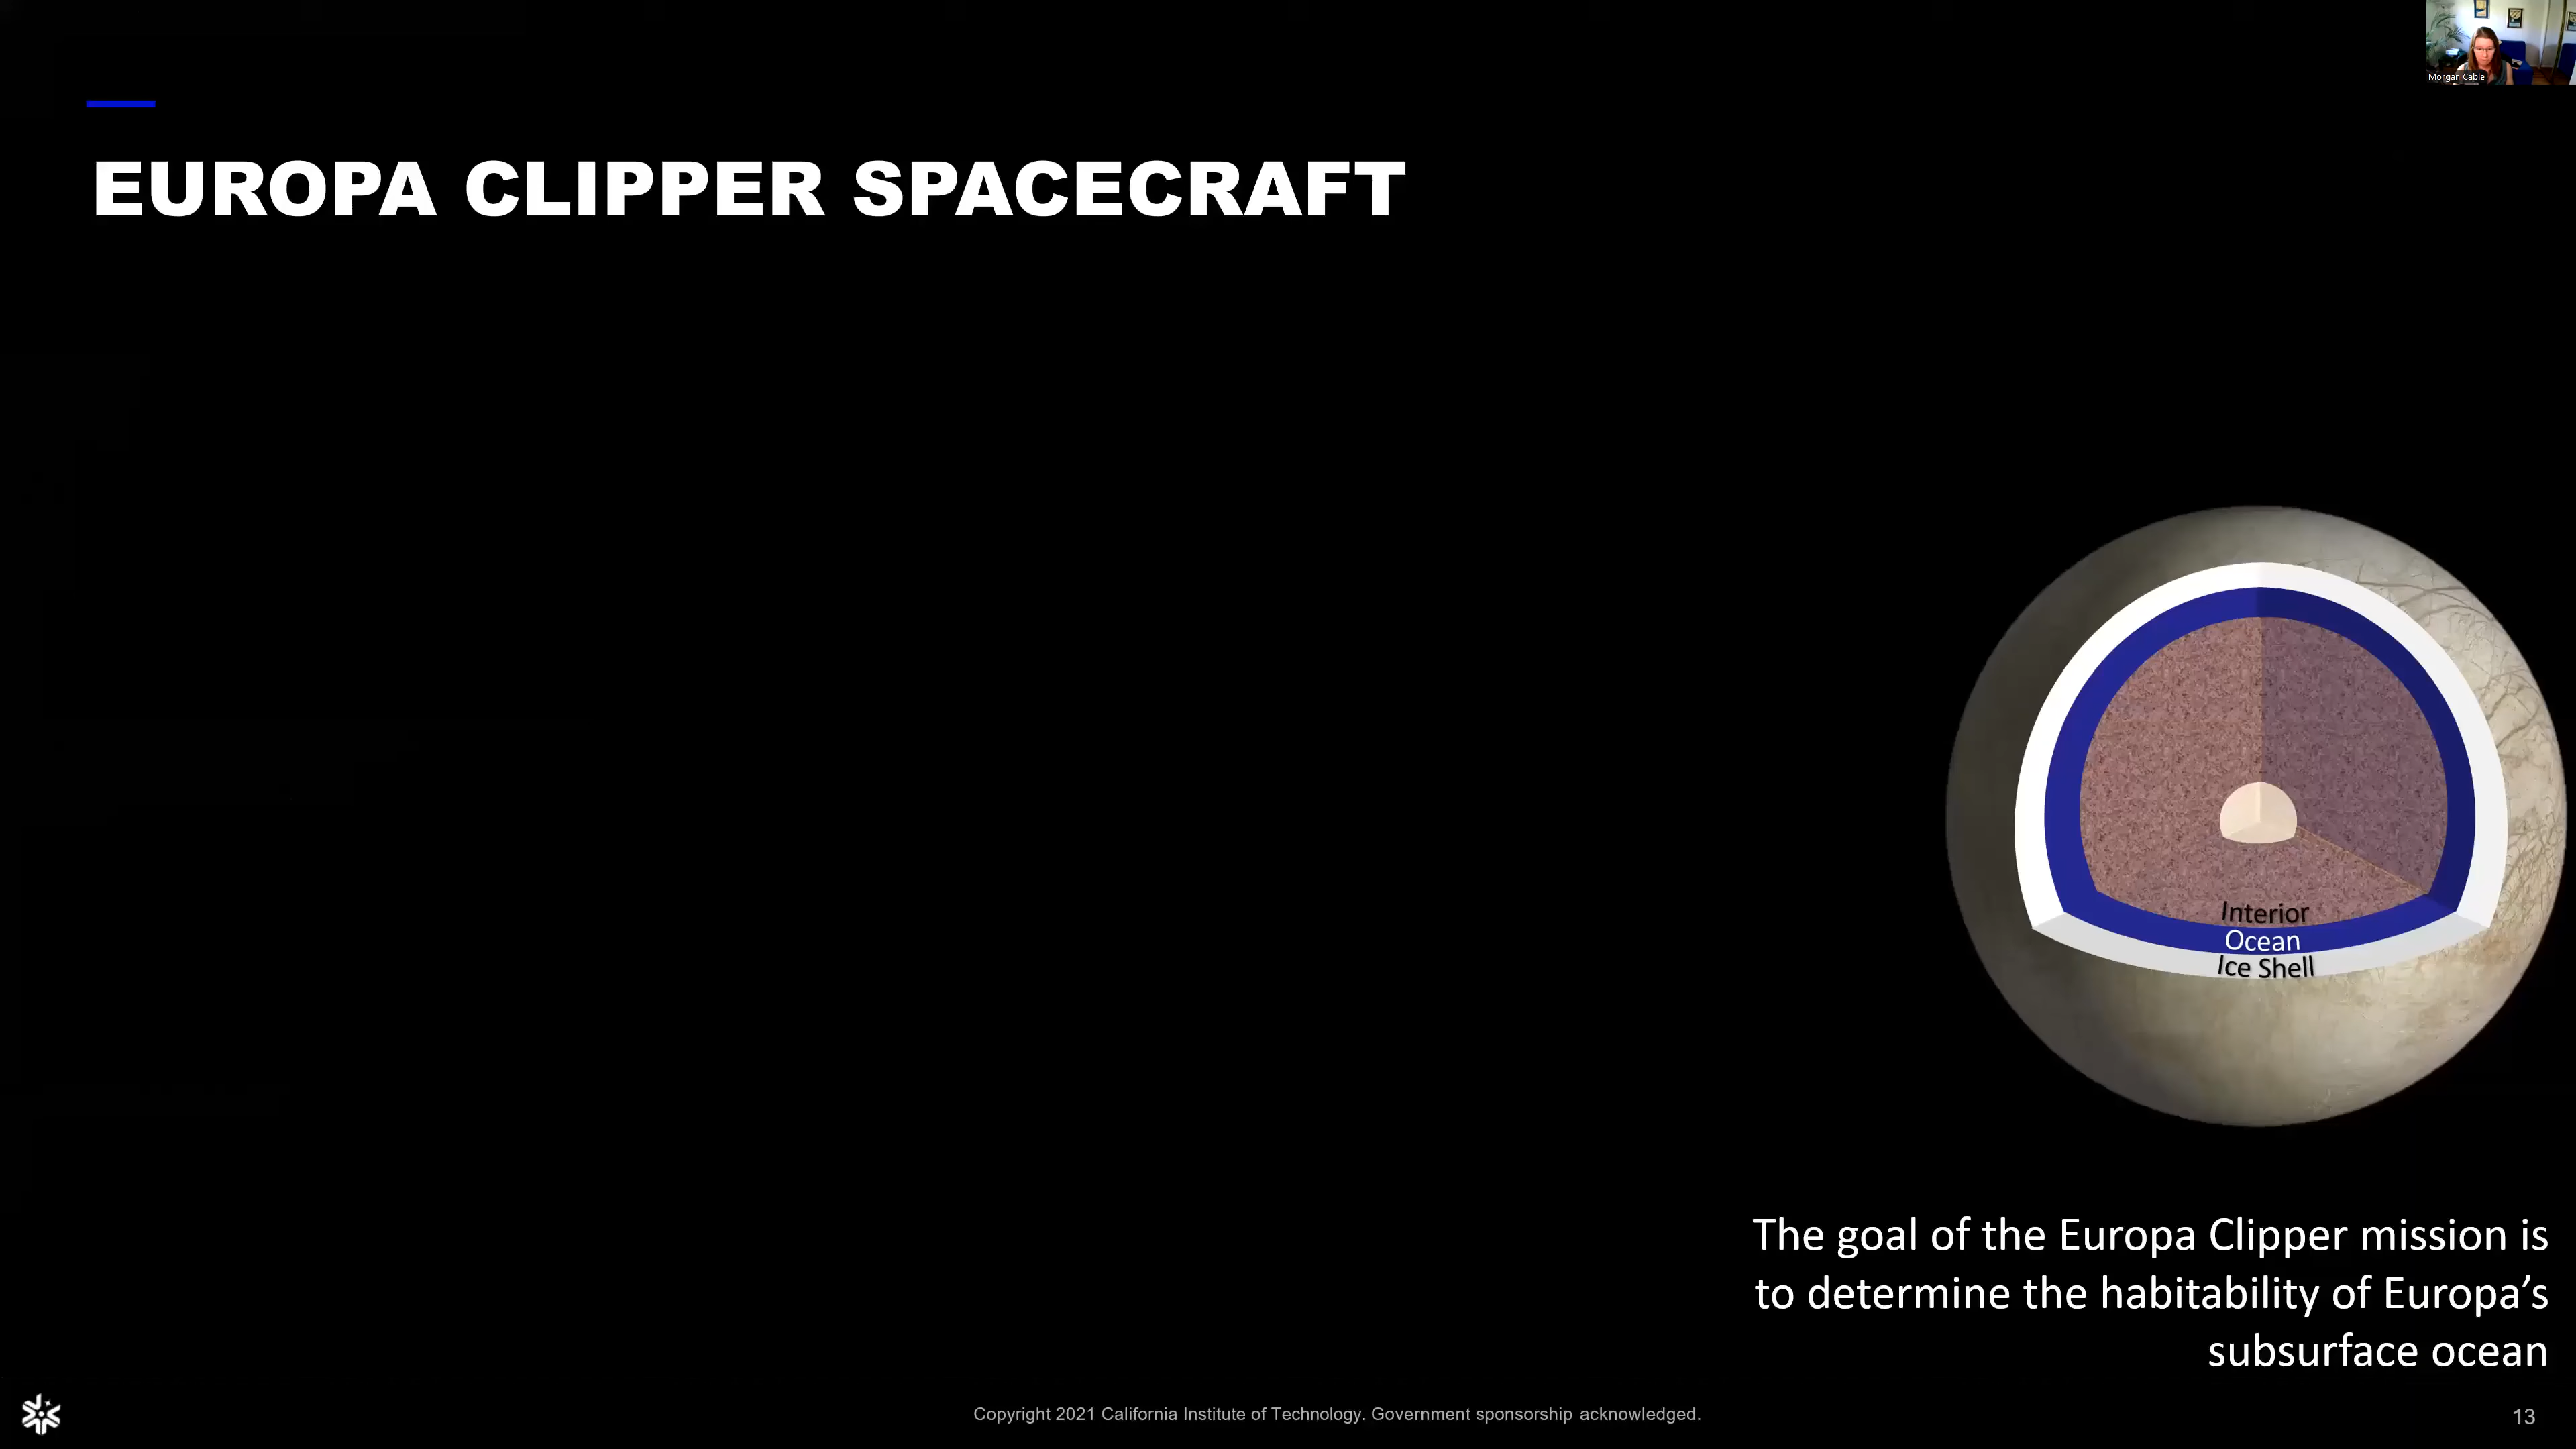 Morgan Cable
EUROPA CLIPPER SPACECRAFT
Interior
Ocean
Ice Shell
The goal of the Europa Clipper mission is
to determine the habitability of Europa’s
subsurface ocean
Copyright 2021 California Institute of Technology. Government sponsorship acknowledged.
13